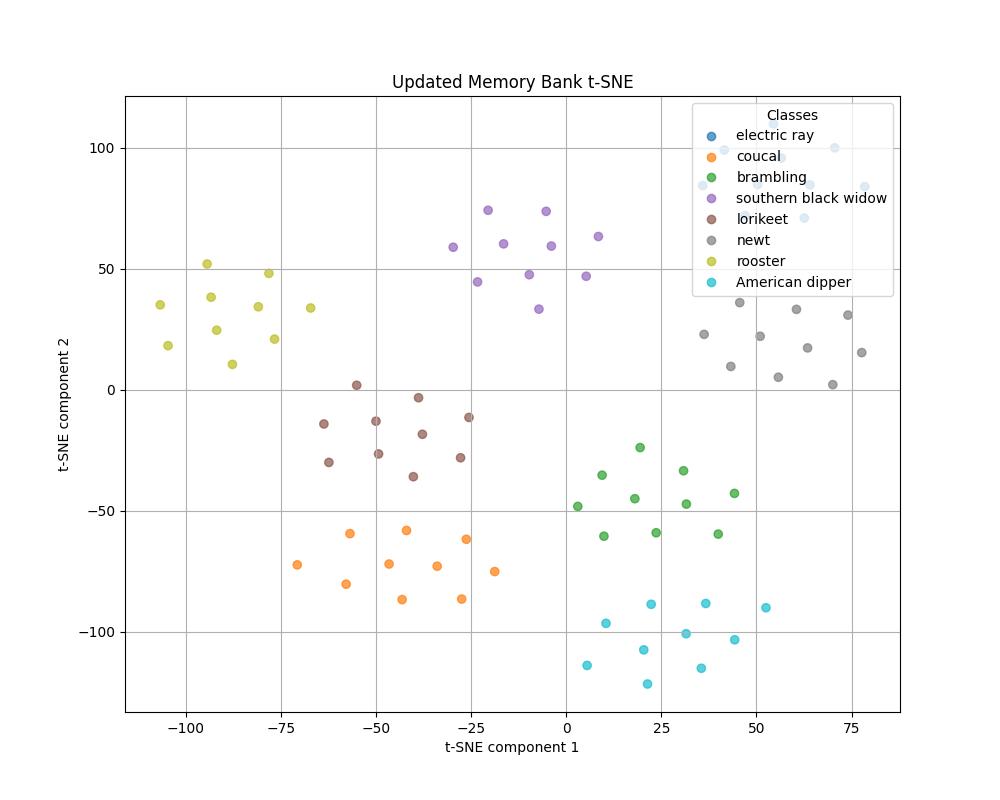 Updated Memory Bank t-SNE
Classes
electric ray
coucal
brambling
southern black widow
lorikeet
newt
rooster
American dipper
t-SNE component 2
100
50
0
−50
−100
−100
−75
−50
−25
0
25
50
75
t-SNE component 1